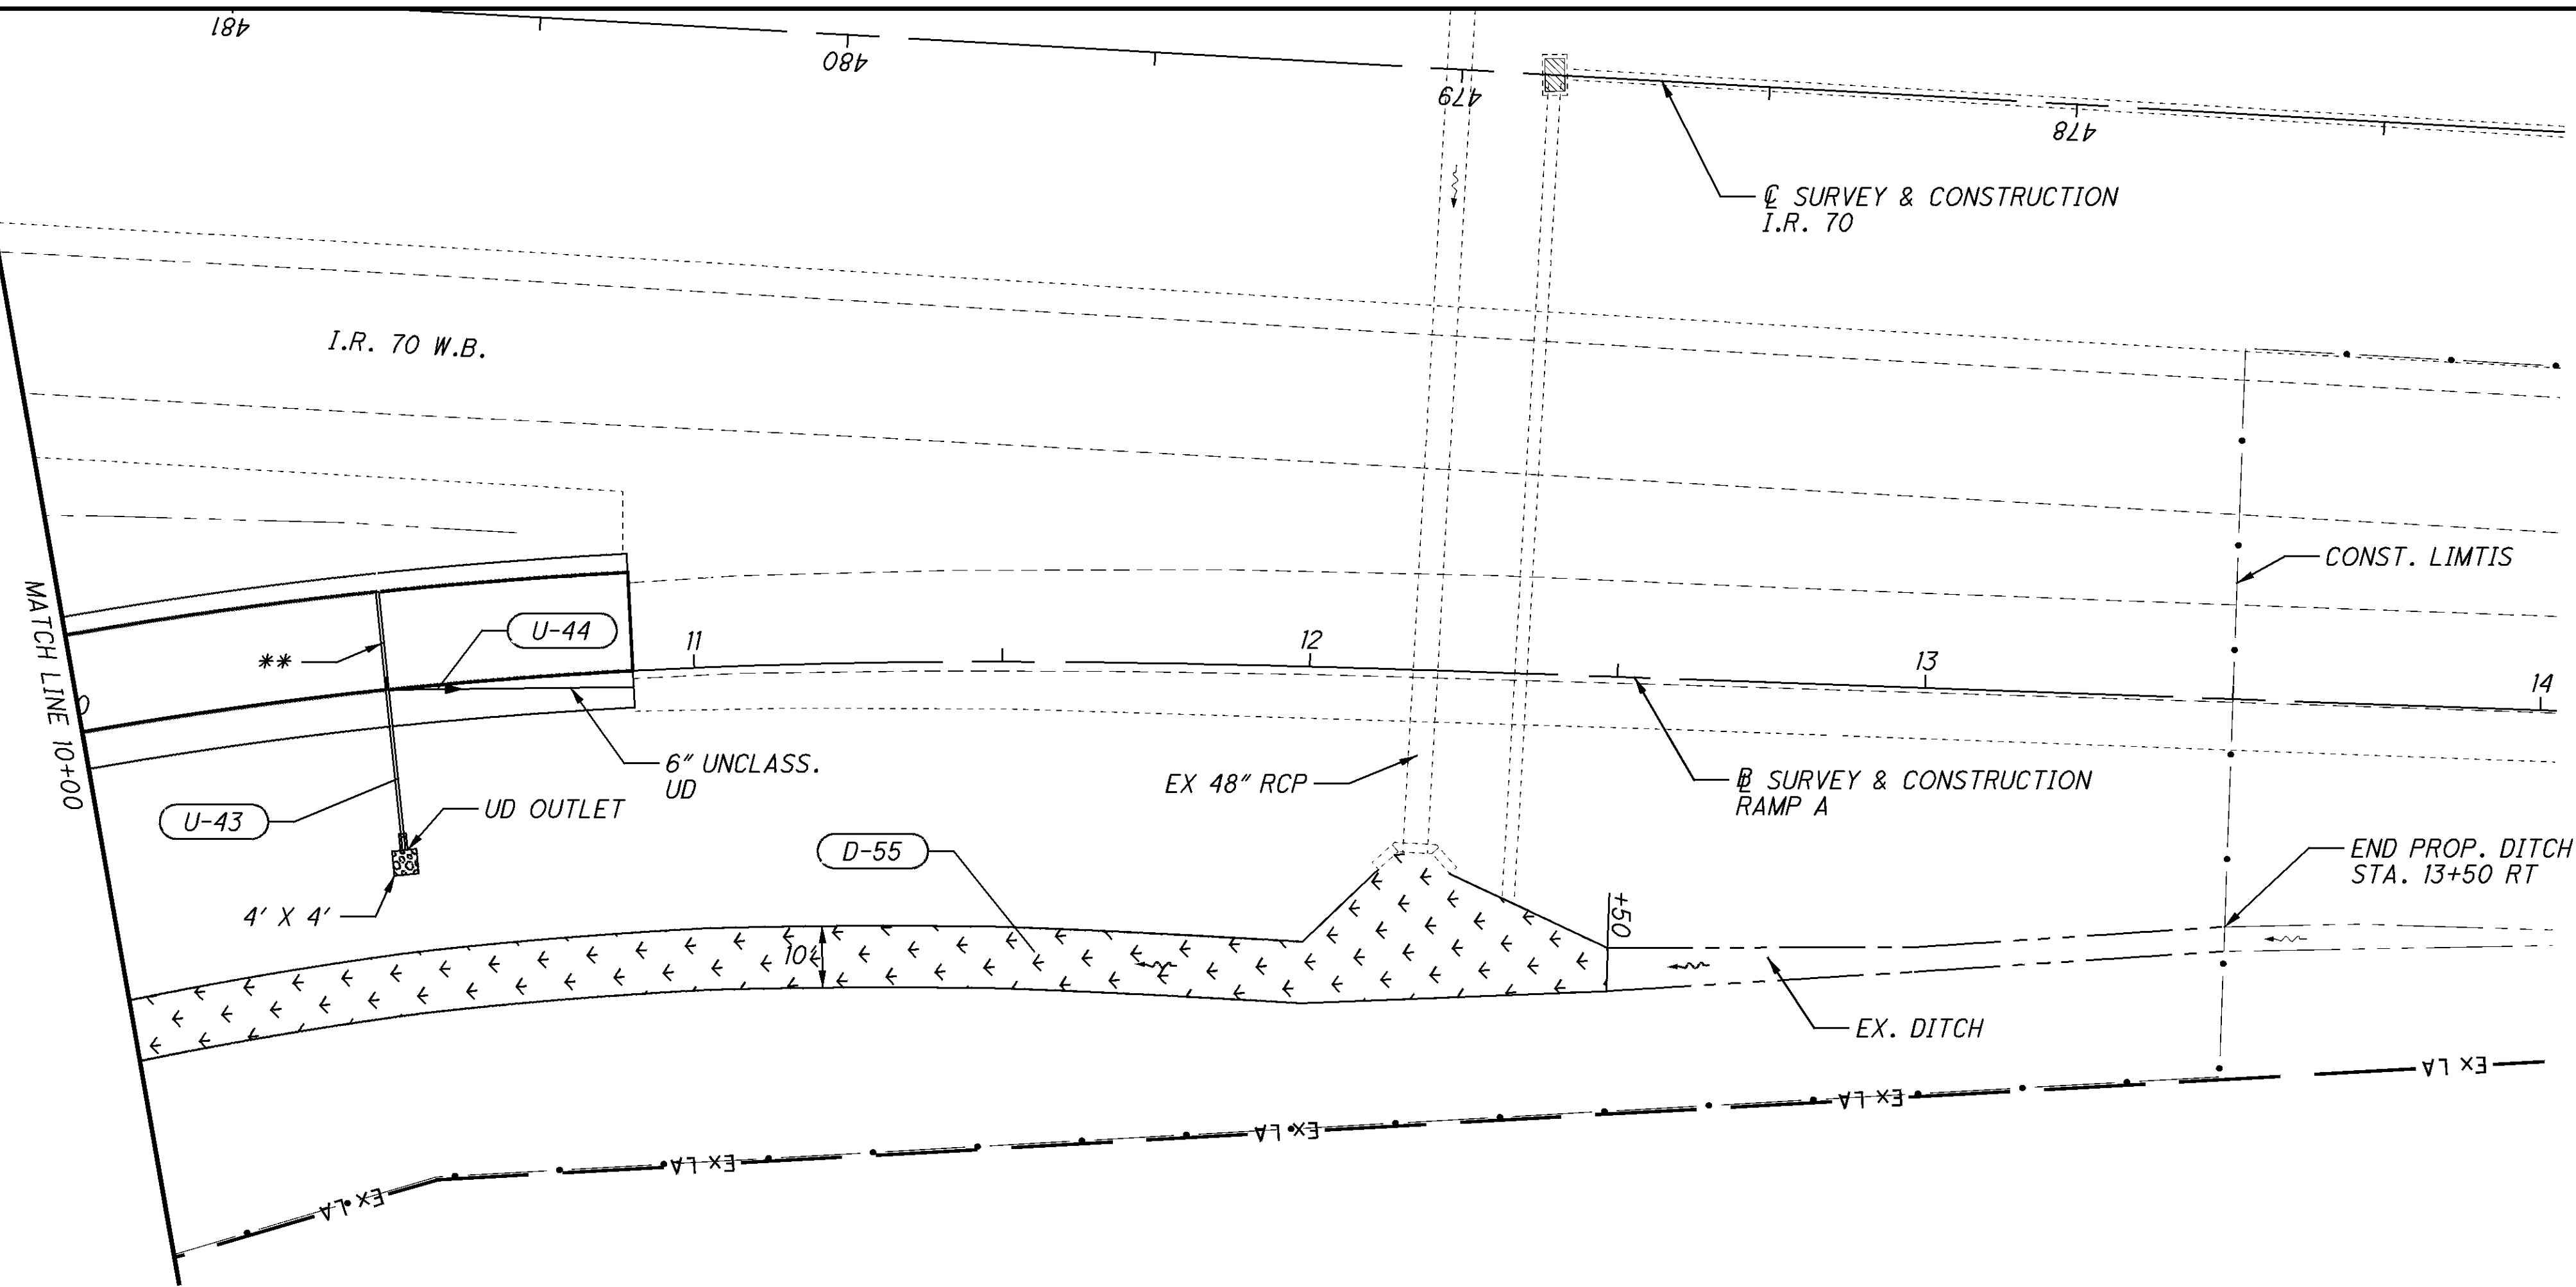 481
480
479
478
℄ SURVEY & CONSTRUCTION
I.R. 70
I.R. 70 W.B.
CONST. LIMTIS
MATCH LINE 10+00
U-44
**
11
12
13
14
6" UNCLASS.
UD
EX 48" RCP
B SURVEY & CONSTRUCTION
RAMP A
U-43
UD OUTLET
D-55
END PROP. DITCH
STA. 13+50 RT
4' X 4'
+50
10'
EX. DITCH
EX LA
EX LA
EX LA
EX LA
EX LA